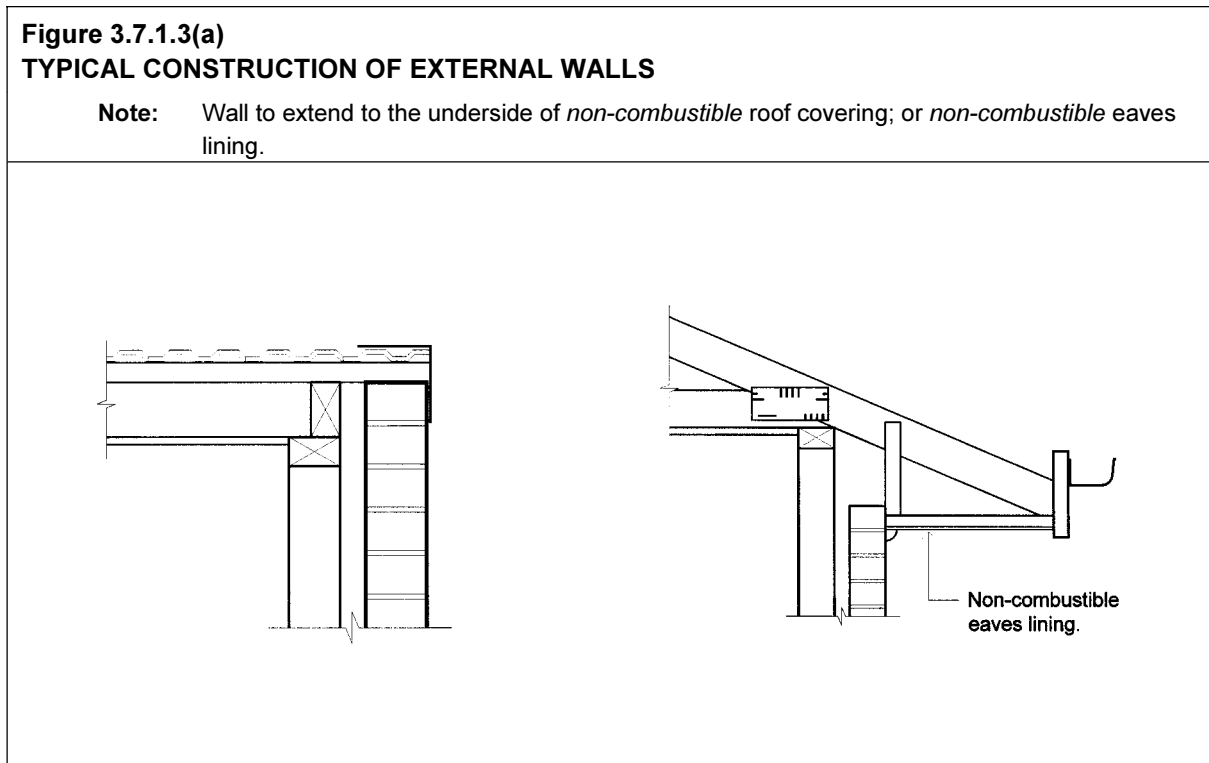 Figure 3.7.1.3(a)
TYPICAL CONSTRUCTION OF EXTERNAL WALLS
Note: Wall to extend to the underside of non-combustible roof covering; or non-combustible eaves
lining.
Non-combustible
eaves lining.